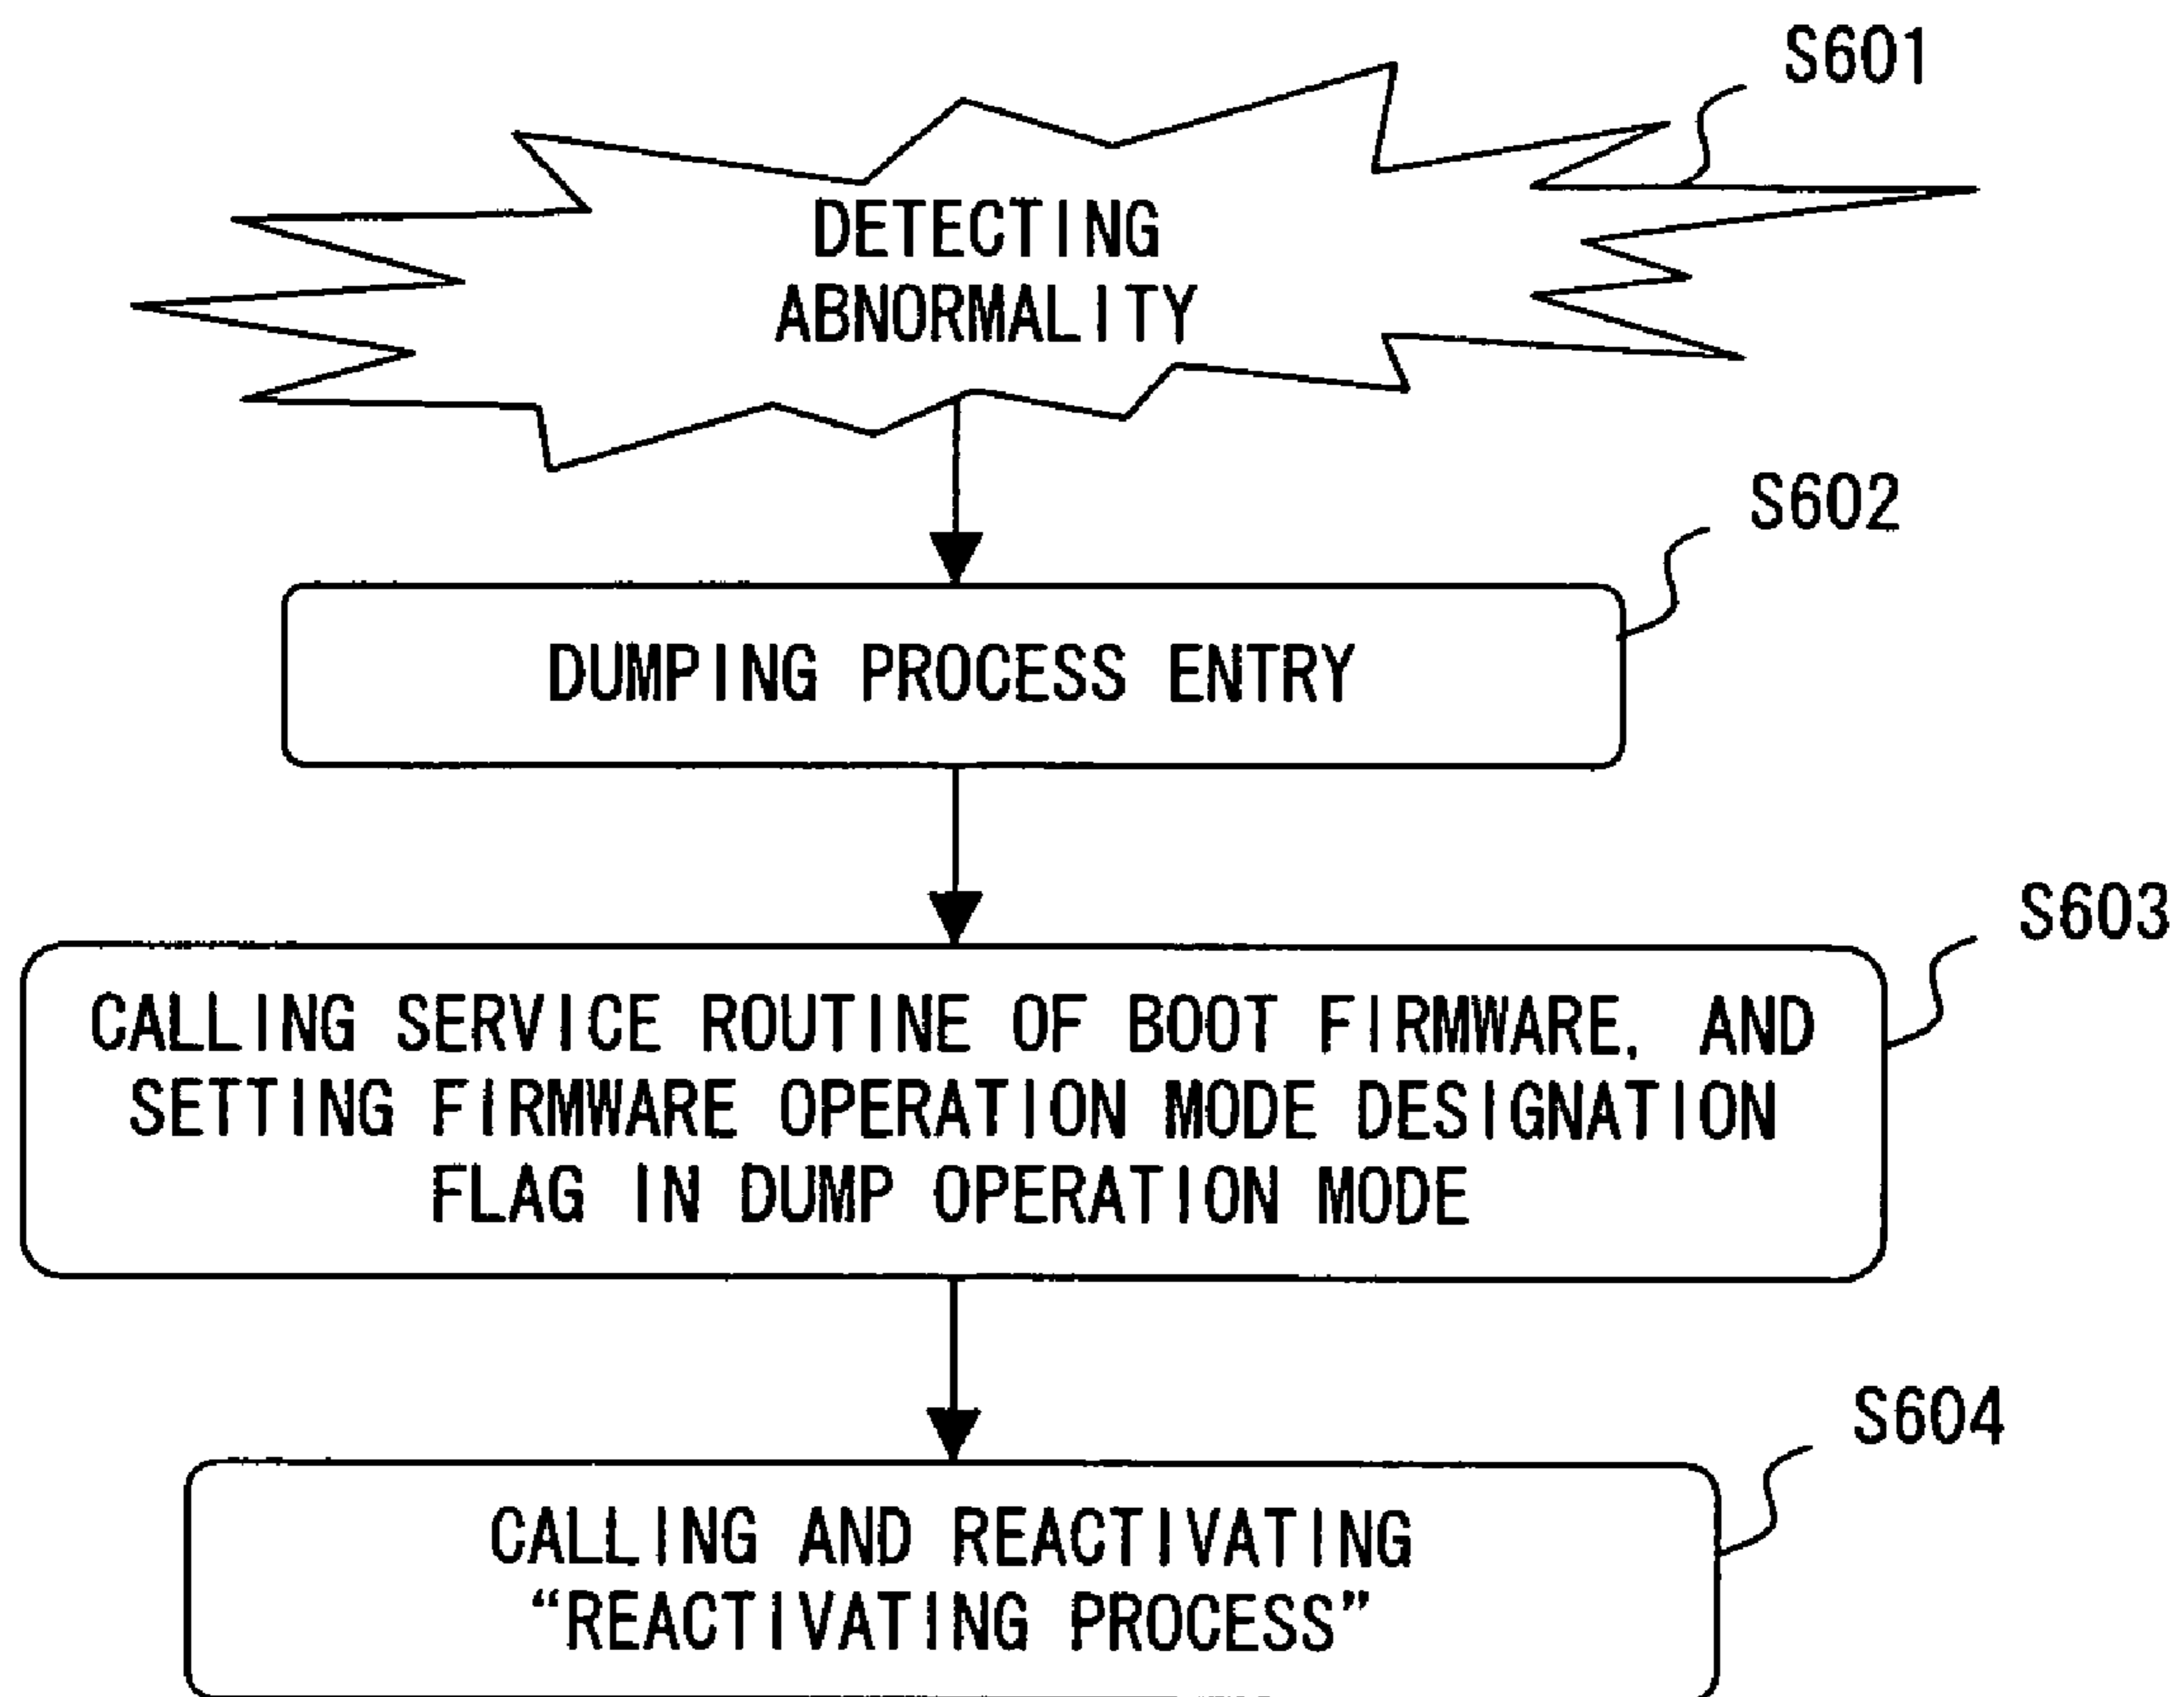 S601
DETECTING
ABNORMALITY
S602
DUMPING PROCESS ENTRY
S603
CALLING SERVICE ROUTINE OF BOOT FIRMWARE, AND
SETTING FIRMWARE OPERATION MODE DESIGNATION
FLAG IN DUMP OPERATION MODE
S604
CALLING AND REACTIVATING
“REACTIVATING PROCESS”